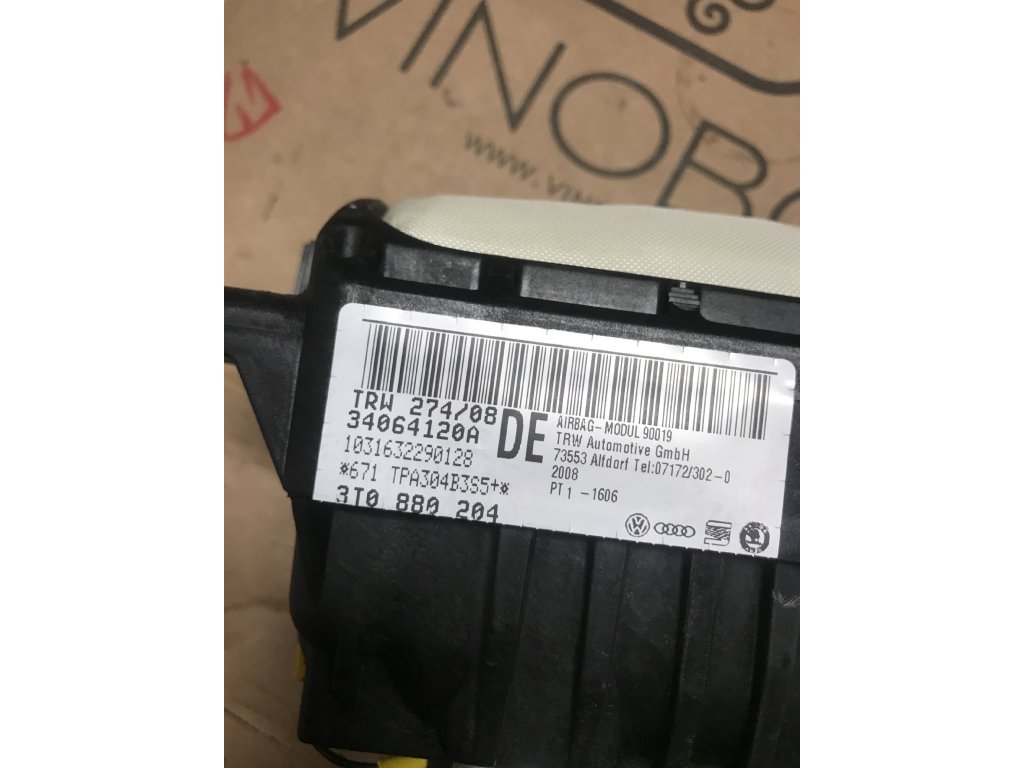 VINOB
www.vin
TRW 274/08
34064120A
1031632290128
*671 TPA304B3S5+*
3T0 880 204
DE
AIRBAG-MODUL 90019
TRW Automotive GmbH
73553 Alfdorf Tel:07172/302-0
2008
PT1 -1606